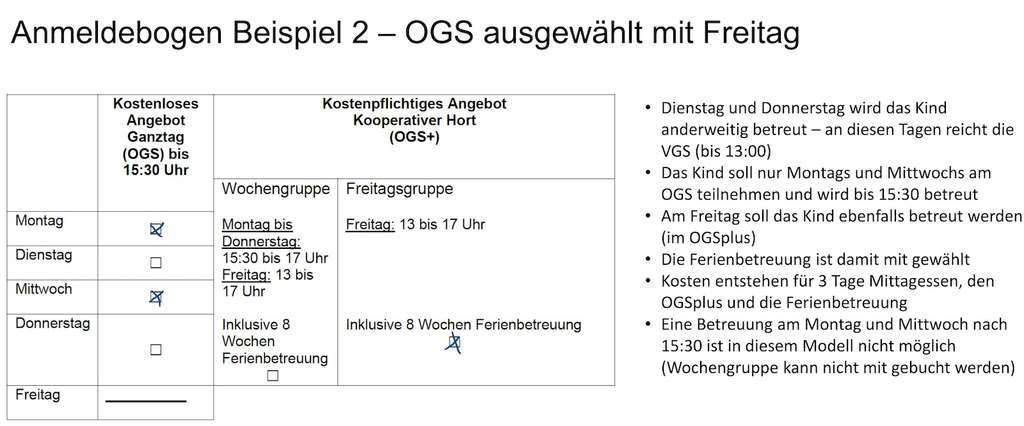 Anmeldebogen Beispiel 2 – OGS ausgewählt mit Freitag
Kostenloses
Angebot
Ganztag
(OGS) bis
15:30 Uhr
Kostenpflichtiges Angebot
Kooperativer Hort
(OGS+)
Wochengruppe
Freitagsgruppe
Montag
Dienstag
Mittwoch
Donnerstag
Freitag
Montag bis
Donnerstag:
15:30 bis 17 Uhr
Freitag: 13 bis
17 Uhr
Inklusive 8
Wochen
Ferienbetreuung
Freitag: 13 bis 17 Uhr
Inklusive 8 Wochen Ferienbetreuung
• Dienstag und Donnerstag wird das Kind
anderweitig betreut – an diesen Tagen reicht die
VGS (bis 13:00)
• Das Kind soll nur Montags und Mittwochs am
OGS teilnehmen und wird bis 15:30 betreut
• Am Freitag soll das Kind ebenfalls betreut werden
(im OGSplus)
• Die Ferienbetreuung ist damit mit gewählt
• Kosten entstehen für 3 Tage Mittagessen, den
OGSplus und die Ferienbetreuung
• Eine Betreuung am Montag und Mittwoch nach
15:30 ist in diesem Modell nicht möglich
(Wochengruppe kann nicht mit gebucht werden)